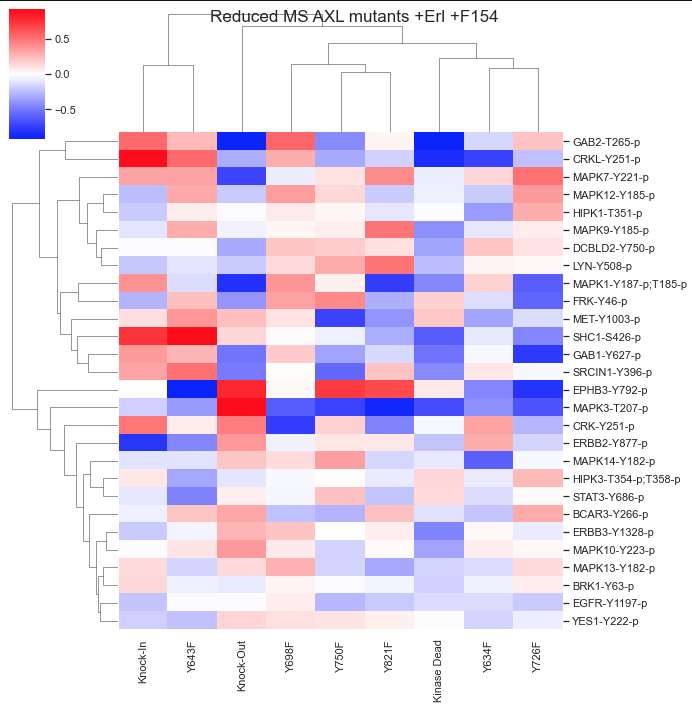 Reduced MS AXL mutants +Erl +F154
0.5
0.0
−0.5
GAB2-T265-p
CRKL-Y251-p
MAPK7-Y221-p
MAPK12-Y185-p
HIPK1-T351-p
MAPK9-Y185-p
DCBLD2-Y750-p
LYN-Y508-p
MAPK1-Y187-p;T185-p
FRK-Y46-p
MET-Y1003-p
SHC1-S426-p
GAB1-Y627-p
SRCIN1-Y396-p
EPHB3-Y792-p
MAPK3-T207-p
CRK-Y251-p
ERBB2-Y877-p
MAPK14-Y182-p
HIPK3-T354-p;T358-p
STAT3-Y686-p
BCAR3-Y266-p
ERBB3-Y1328-p
MAPK10-Y223-p
MAPK13-Y182-p
BRK1-Y63-p
EGFR-Y1197-p
YES1-Y222-p
Knock-In
Y643F
Knock-Out
Y698F
Y750F
Y821F
Kinase Dead
Y634F
Y726F